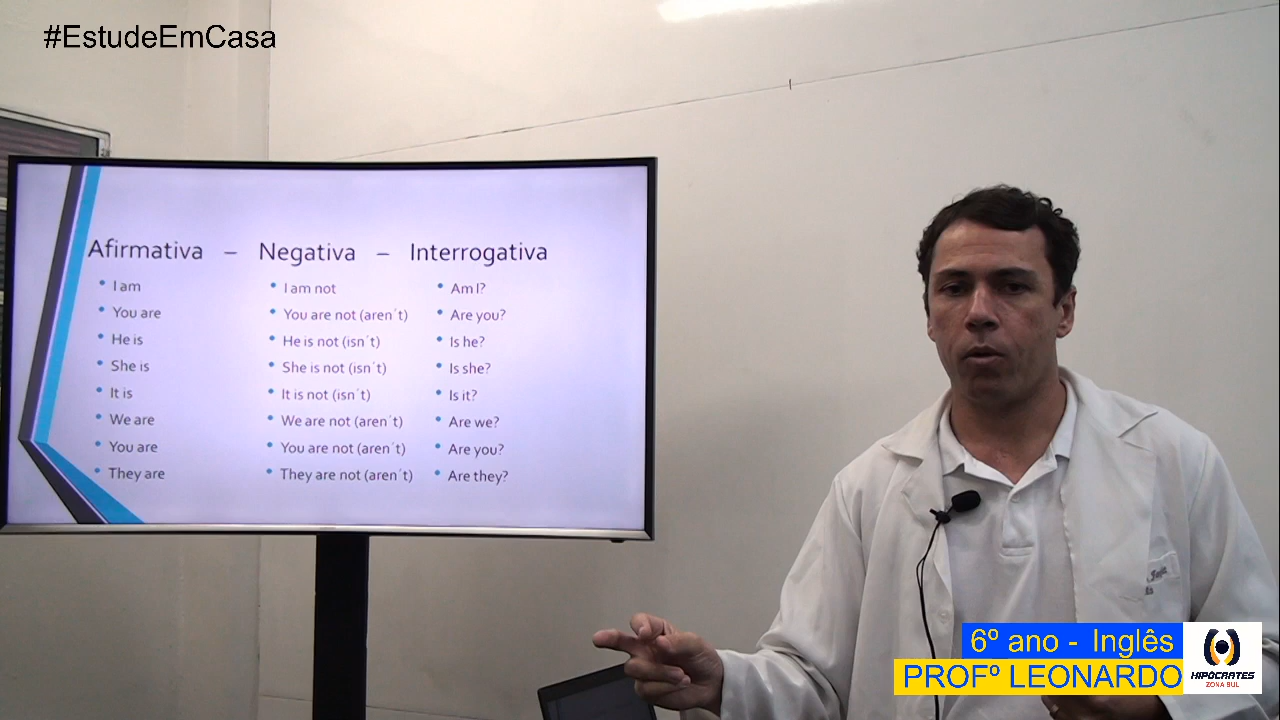 #EstudeEmCasa
Afirmativa – Negativa – Interrogativa
• I am • I am not • Am I?
• You are • You are not (aren´t) • Are you?
• He is • He is not (isn´t) • Is he?
• She is • She is not (isn´t) • Is she?
• It is • It is not (isn´t) • Is it?
• We are • We are not (aren´t) • Are we?
• You are • You are not (aren´t) • Are you?
• They are • They are not (aren´t) • Are they?
6º ano - Inglês
PROFº LEONARDO
HIPÓCRATES
ZONA SUL